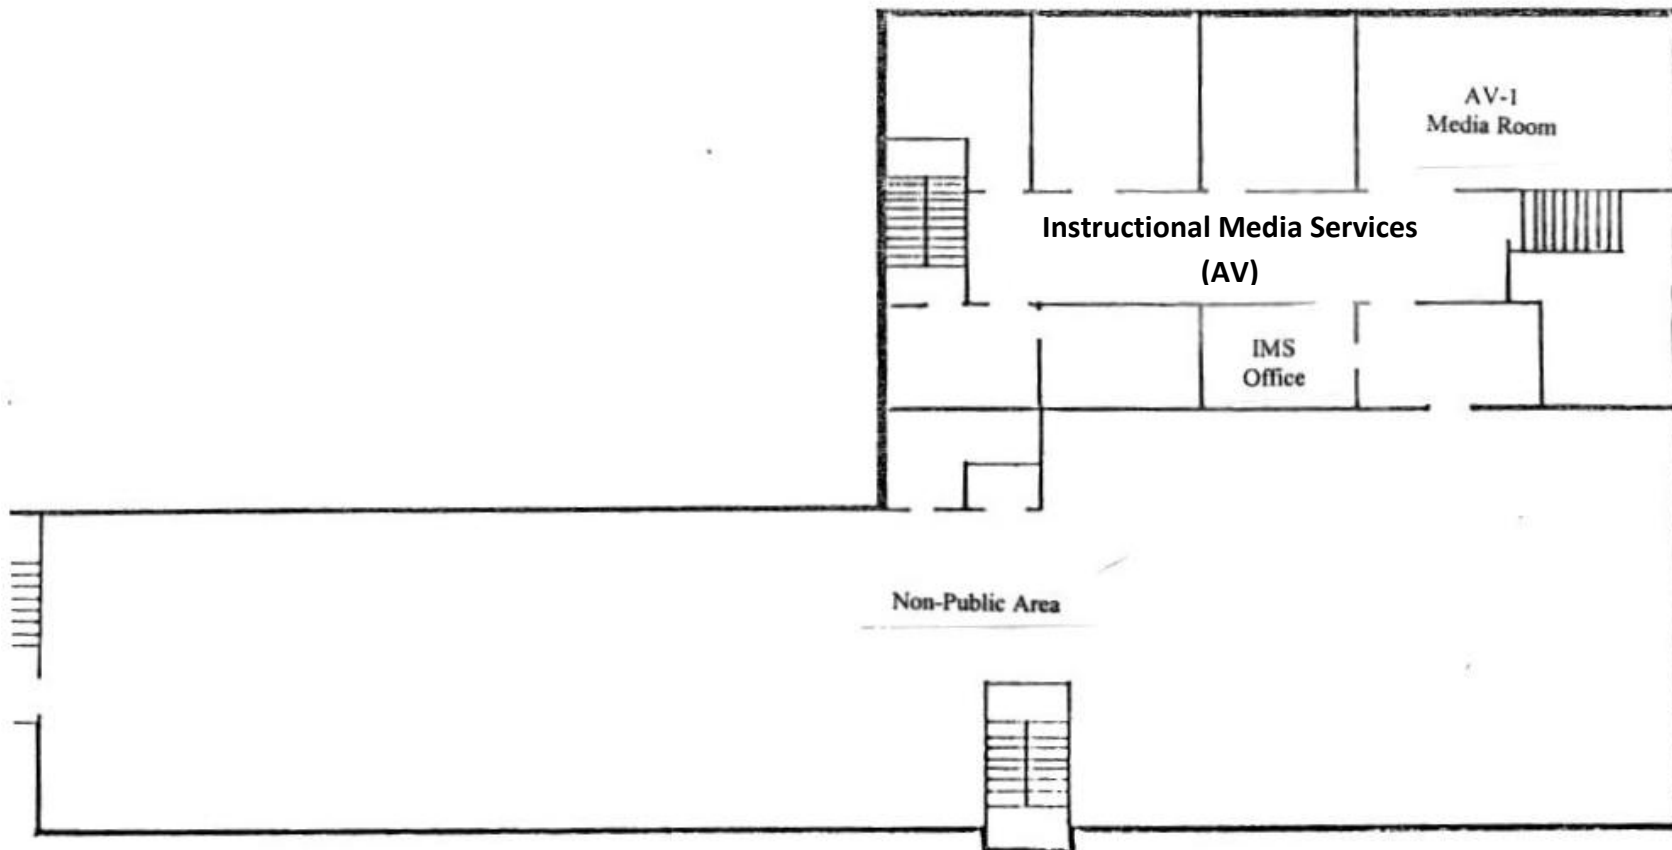 AV-1
Media Room
Instructional Media Services
(AV)
IMS
Office
Non-Public Area